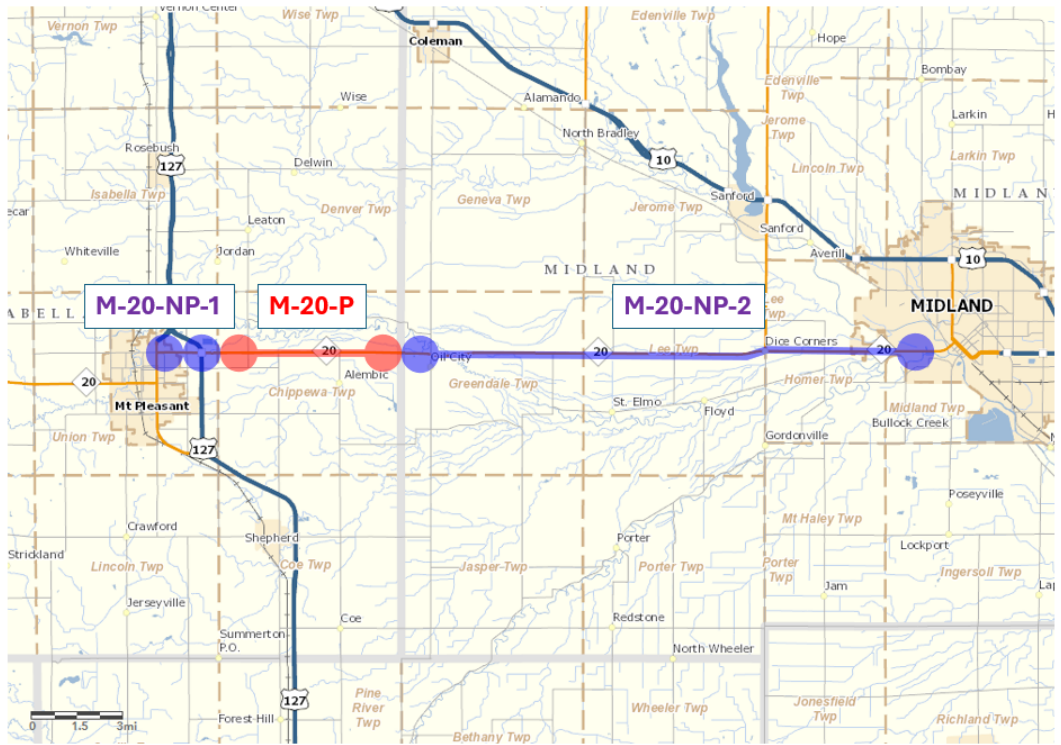 Vernon Center
Vernon Twp
Wise Twp
Edenville Twp
Coleman
Hope
Edenville
Twp
Bombay
Wise
Alamando
Larkin
Jerome
Twp
North Bradley
Rosebush
127
Delwin
10
Lincoln Twp
Larkin Twp
Isabella Twp
Denver Twp
Geneva Twp
Jerome Twp
Sanford
MIDLAN
ecar
Leaton
Sanford
Whiteville
Jordan
Averill
10
MIDLAND
M-20-NP-1
M-20-P
M-20-NP-2
Lee
Twp
MIDLAND
ABELL
20
Oil City
20
Lee Twp
Dice Corners
20
20
Alembic
Chippewa Twp
Greendale Twp
Homer Twp
Mt Pleasant
St. Elmo
Floyd
Midland Twp
Bullock Creek
Union Twp
127
Gordonville
Poseyville
Crawford
Mt Haley Twp
Shepherd
Porter
Lockport
Strickland
Lincoln Twp
Coe Twp
Jasper Twp
Porter Twp
Porter
Twp
Ingersoll Twp
Jam
Lap
Jerseyville
Coe
Redstone
Summerton
P.O.
North Wheeler
127
Pine
River
Twp
Wheeler Twp
Jonesfield
Twp
Forest Hill
Richland Twp
Bethany Twp
0 1.5 3mi